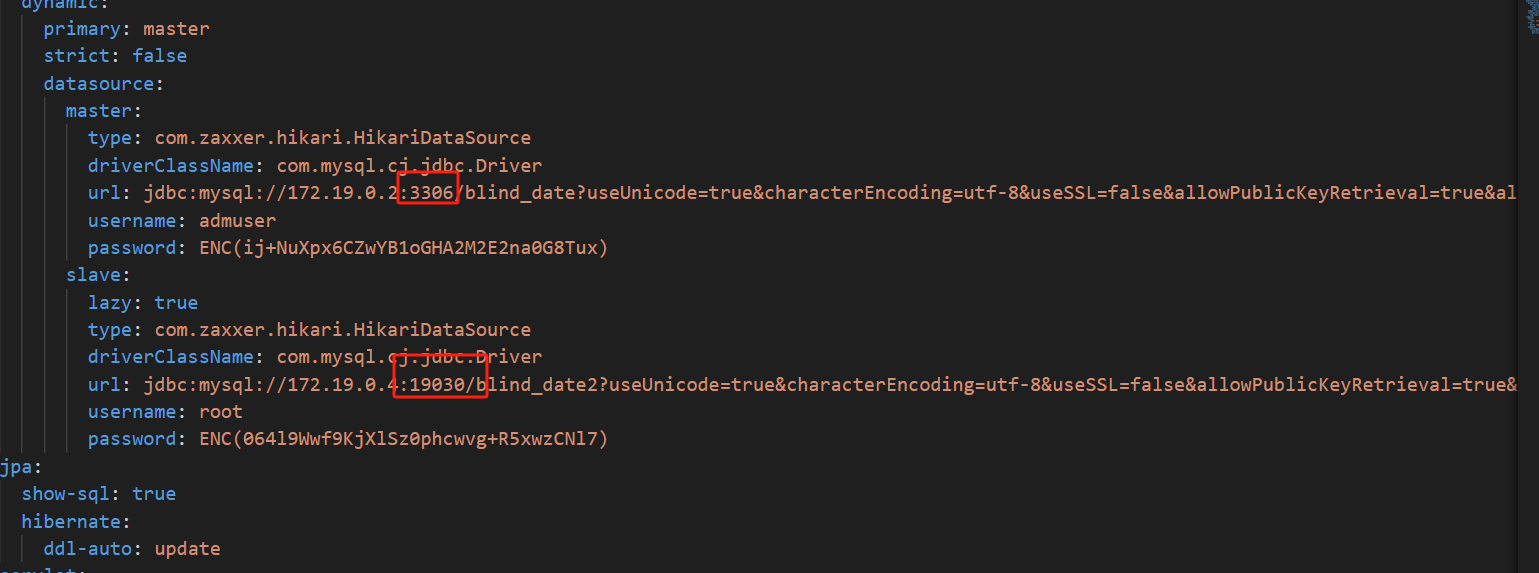 dynamic:
primary: master
strict: false
datasource:
master:
type: com.zaxxer.hikari.HikariDataSource
driverClassName: com.mysql.cj.jdbc.Driver
url: jdbc:mysql://172.19.0.2:3306/blind_date?useUnicode=true&characterEncoding=utf-8&useSSL=false&allowPublicKeyRetrieval=true&al
username: admuser
password: ENC(ij+NuXpx6CZwYB1oGHA2M2E2na0G8Tux)
slave:
lazy: true
type: com.zaxxer.hikari.HikariDataSource
driverClassName: com.mysql.cj.jdbc.Driver
url: jdbc:mysql://172.19.0.4:19030/blind_date2?useUnicode=true&characterEncoding=utf-8&useSSL=false&allowPublicKeyRetrieval=true&
username: root
password: ENC(064l9Wwf9KjXlSz0phcwvg+R5xwzCNl7)
jpa:
show-sql: true
hibernate:
ddl-auto: update